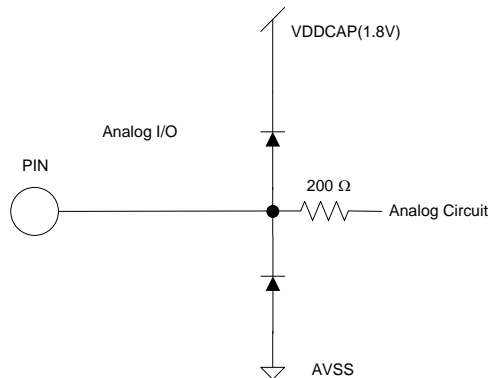 VDDCAP(1.8V)
Analog I/O
PIN
200 Ω
Analog Circuit
AVSS